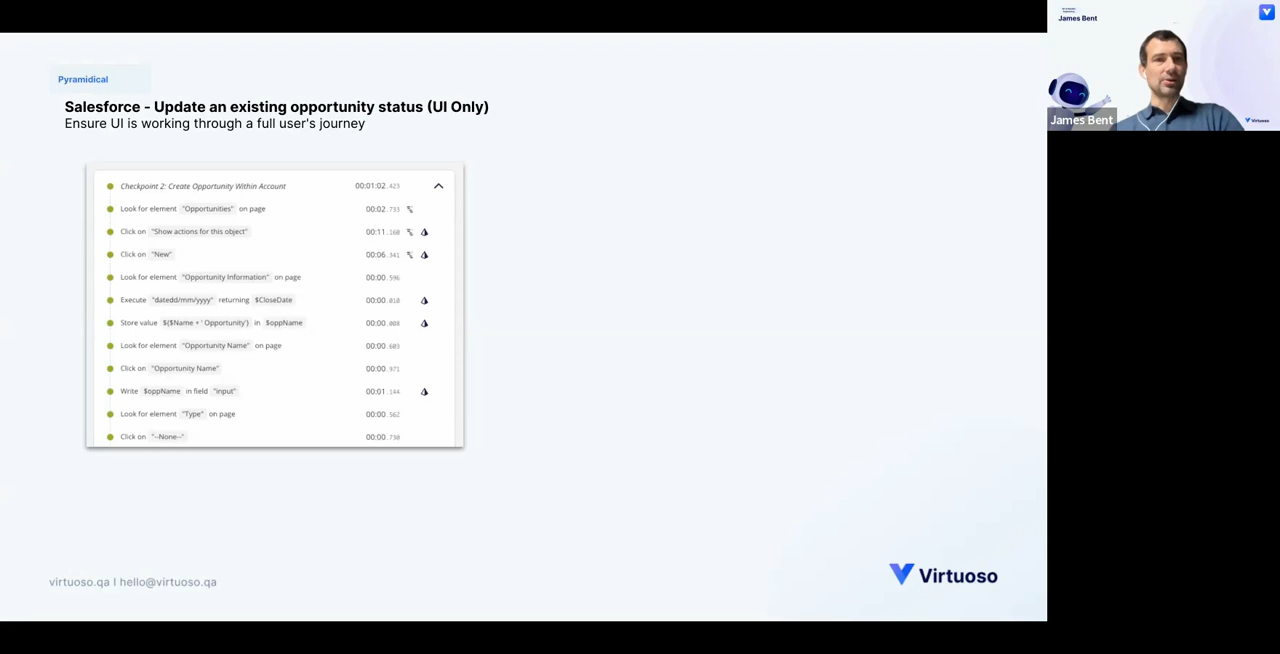 Pyramidical
Salesforce - Update an existing opportunity status (UI Only)
Ensure UI is working through a full user's journey
Checkpoint 2: Create Opportunity Within Account 00:01:02.423
Look for element "Opportunities" on page 00:02.733
Click on "Show actions for this object" 00:11.160
Click on "New" 00:06.341
Look for element "Opportunity Information" on page 00:00.596
Execute "datedd/mm/yyyy" returning $CloseDate 00:00.010
Store value ${$Name + ' Opportunity'} in $oppName 00:00.008
Look for element "Opportunity Name" on page 00:00.603
Click on "Opportunity Name" 00:00.971
Write $oppName in field "input" 00:01.144
Look for element "Type" on page 00:00.562
Click on "--None--" 00:00.730
virtuoso.qa I hello@virtuoso.qa
Virtuoso
James Bent
James Bent
Virtuoso